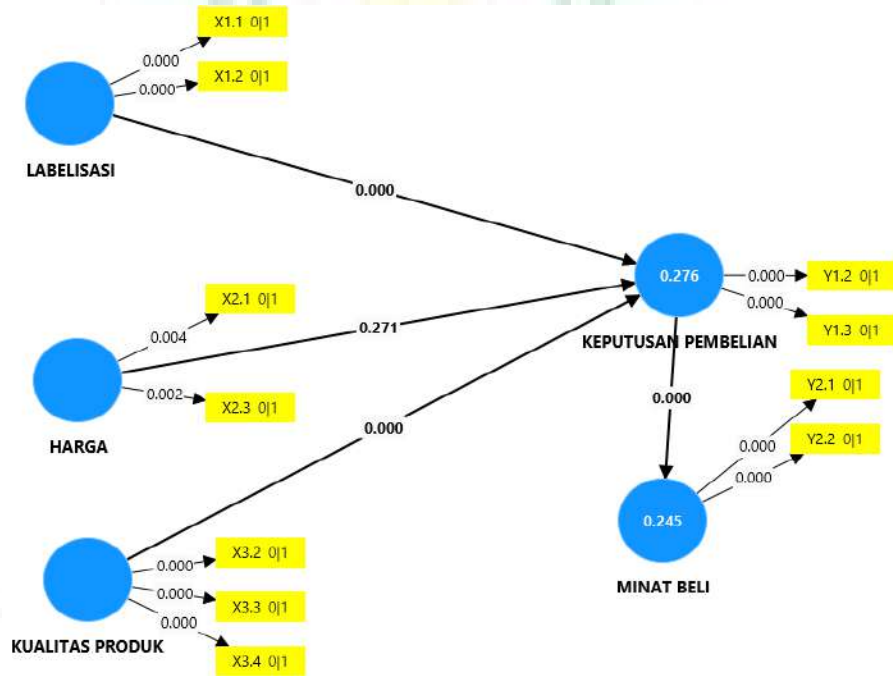 X1.1 0|1
0.000
X1.2 0|1
0.000
LABELISASI
0.000
X2.1 0|1
0.004
0.271
0.002
X2.3 0|1
HARGA
0.000
0.276
0.000
Y1.2 0|1
0.000
Y1.3 0|1
KEPUTUSAN PEMBELIAN
0.000
Y2.1 0|1
Y2.2 0|1
0.000
0.000
0.245
MINAT BELI
X3.2 0|1
0.000
0.000
X3.3 0|1
0.000
KUALITAS PRODUK
X3.4 0|1